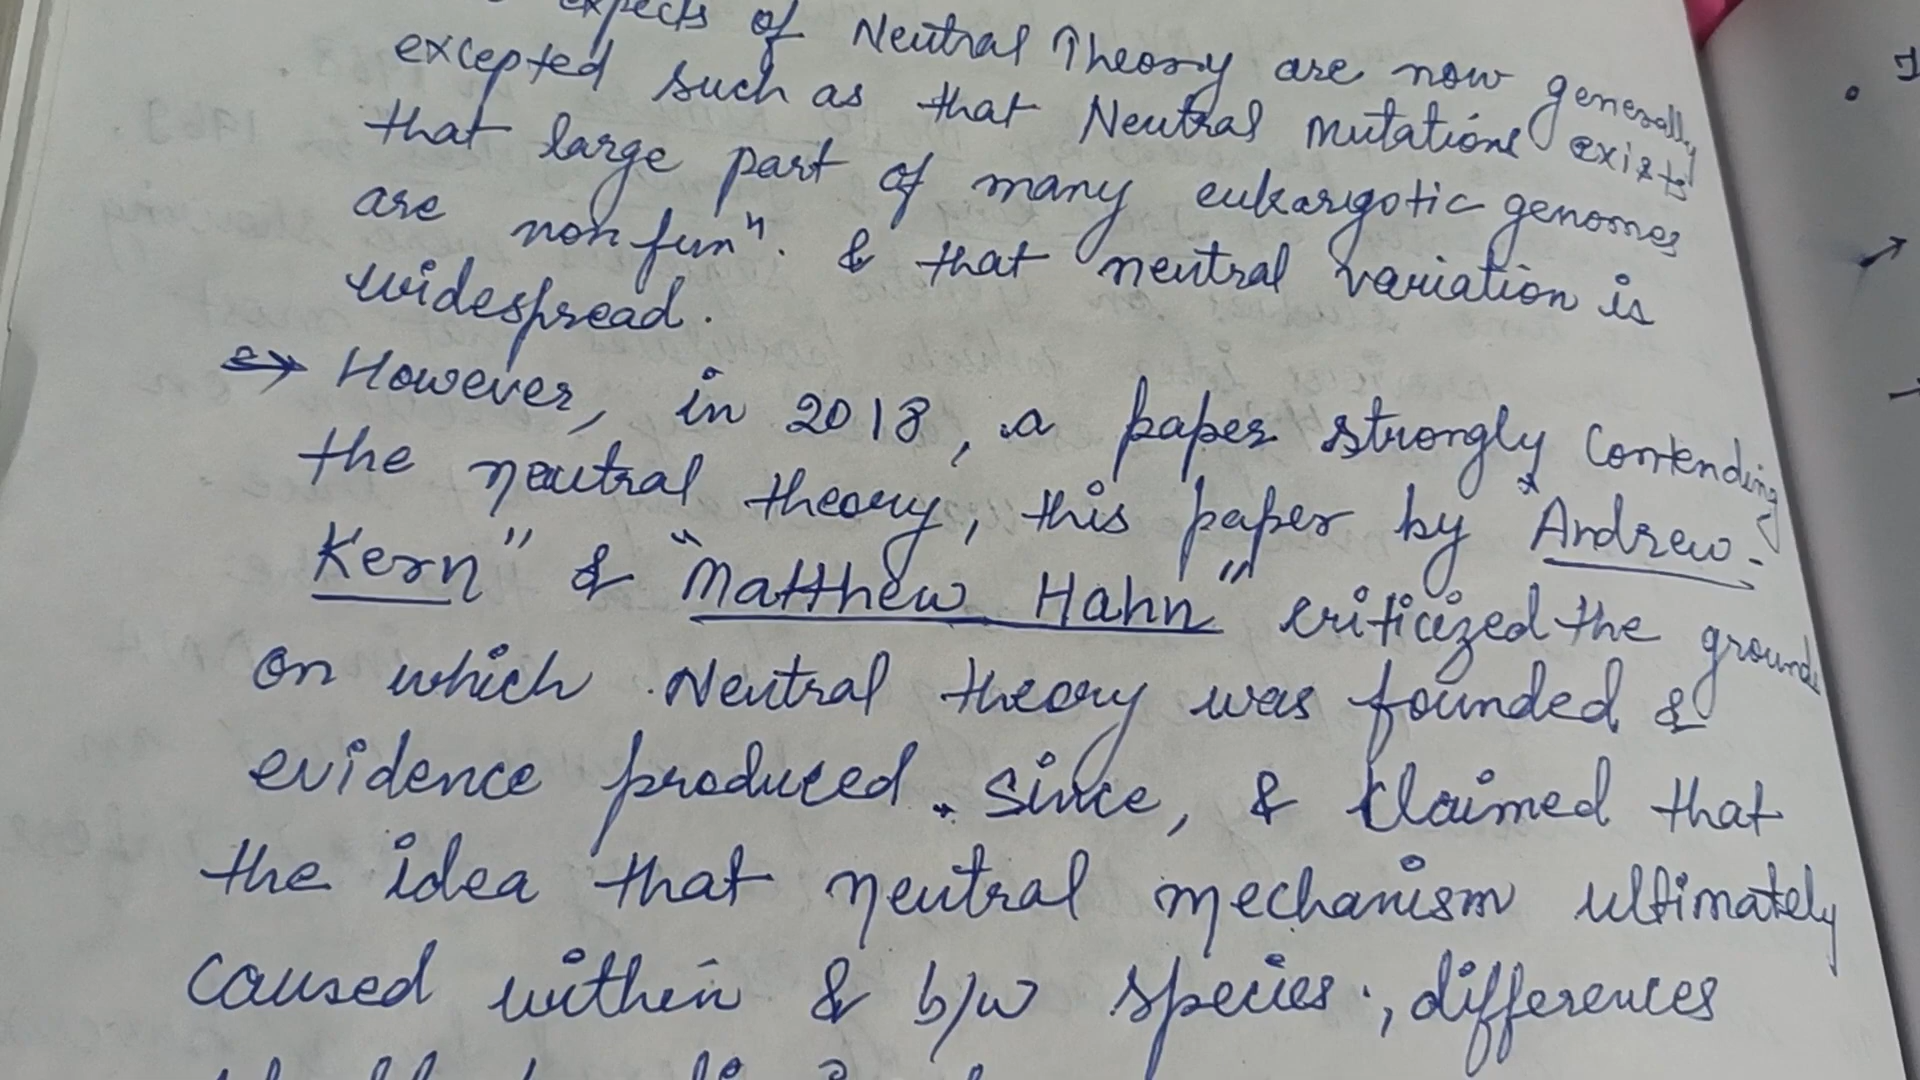 expects of Neutral Theory are now generally
excepted such as that Neutral mutations exists
that large part of many eukaryotic genomes
are non funⁿ. & that neutral variation is
widespread.
⇒ However, in 2018, a paper strongly contending
the neutral theory, this paper by "Andrew-
Kern" & "Matthew Hahn" criticized the grounds
on which Neutral theory was founded &
evidence produced since, & claimed that
the idea that neutral mechanism ultimately
caused within & b/w species, differences